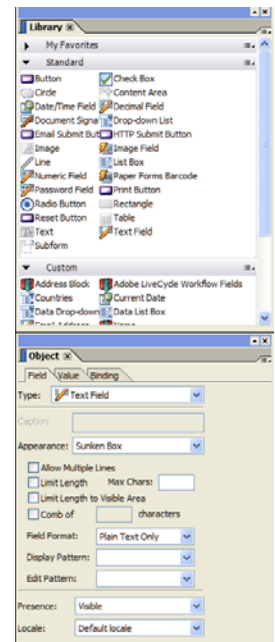 Library
My Favorites
Standard
Button Check Box
Circle Content Area
Date/Time Field Decimal Field
Document Signa Drop-down List
Email Submit But HTTP Submit Button
Image Image Field
Line List Box
Numeric Field Paper Forms Barcode
Password Field Print Button
Radio Button Rectangle
Reset Button Table
Text Text Field
Subform
Custom
Address Block Adobe LiveCycle Workflow Fields
Countries Current Date
Data Drop-down Data List Box
Email Address Name
Object
Field Value Binding
Type: Text Field
Caption:
Appearance: Sunken Box
Allow Multiple Lines
Limit Length Max Chars:
Limit Length to Visible Area
Comb of characters
Field Format: Plain Text Only
Display Pattern:
Edit Pattern:
Presence: Visible
Locale: Default locale